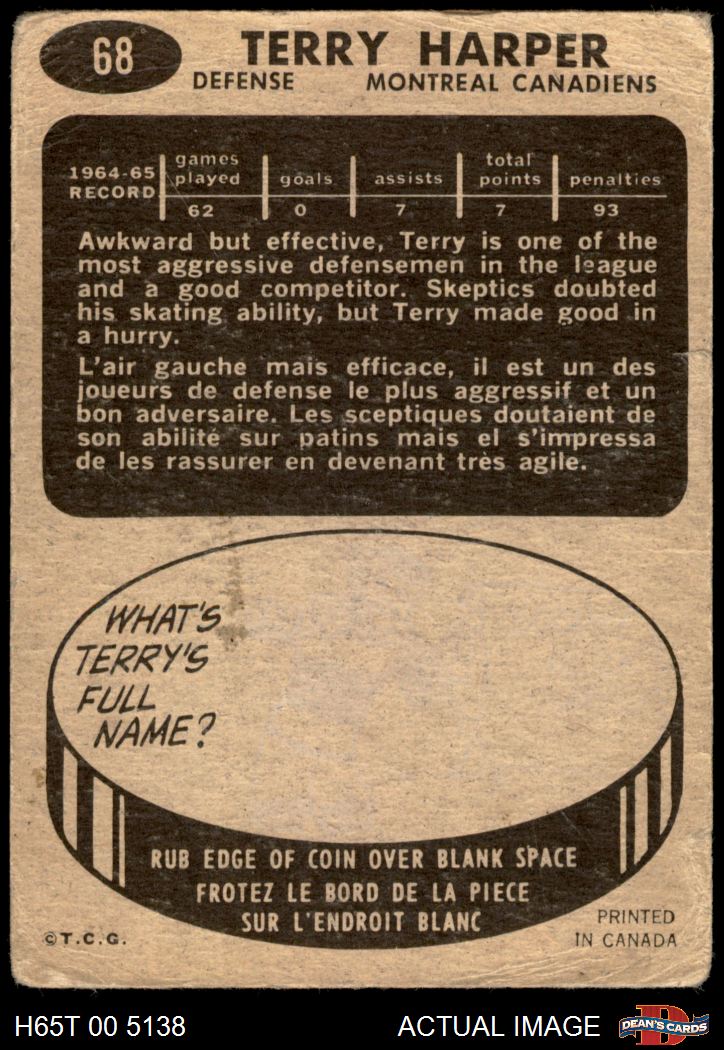 68
TERRY HARPER
DEFENSE MONTREAL CANADIENS
1964-65 RECORD games played goals assists total points penalties
62 0 7 7 93
Awkward but effective, Terry is one of the
most aggressive defensemen in the league
and a good competitor. Skeptics doubted
his skating ability, but Terry made good in
a hurry.
L'air gauche mais efficace, il est un des
joueurs de defense le plus aggressif et un
bon adversaire. Les sceptiques doutaient de
son abilité sur patins mais el s'impressa
de les rassurer en devenant très agile.
WHAT'S
TERRY'S
FULL
NAME?
RUB EDGE OF COIN OVER BLANK SPACE
FROTEZ LE BORD DE LA PIECE
SUR L'ENDROIT BLANC
©T.C.G.
PRINTED
IN CANADA
H65T 00 5138 ACTUAL IMAGE
D
DEAN'S CARDS